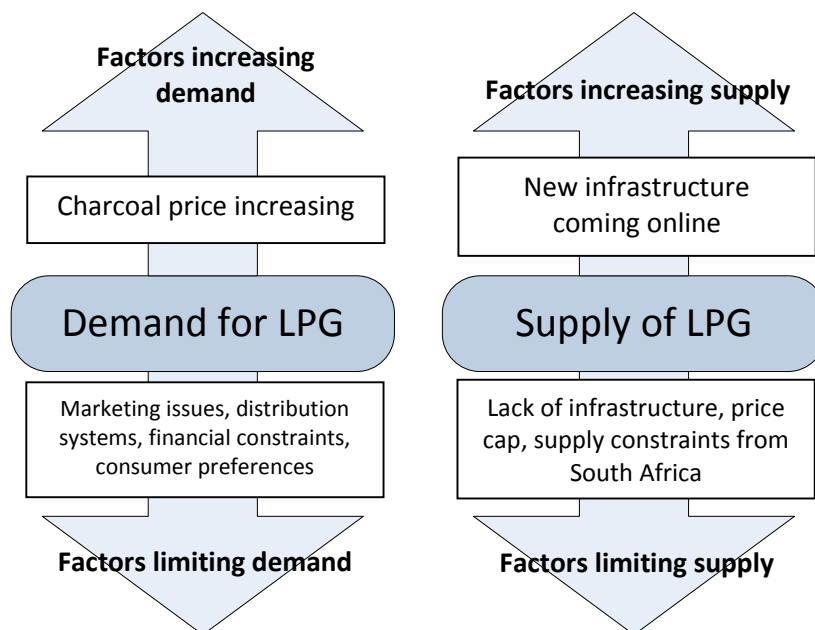 Factors increasing
demand
Charcoal price increasing
Demand for LPG
Marketing issues, distribution
systems, financial constraints,
consumer preferences
Factors limiting demand
Factors increasing supply
New infrastructure
coming online
Supply of LPG
Lack of infrastructure, price
cap, supply constraints from
South Africa
Factors limiting supply